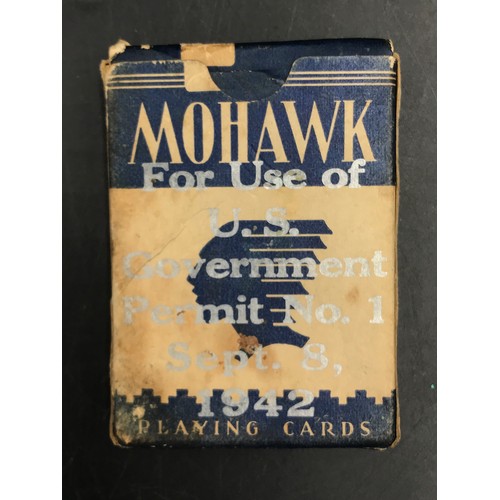 MOHAWK
For Use of
U. S.
Government
Permit No. 1
Sept. 8,
1942
PLAYING CARDS